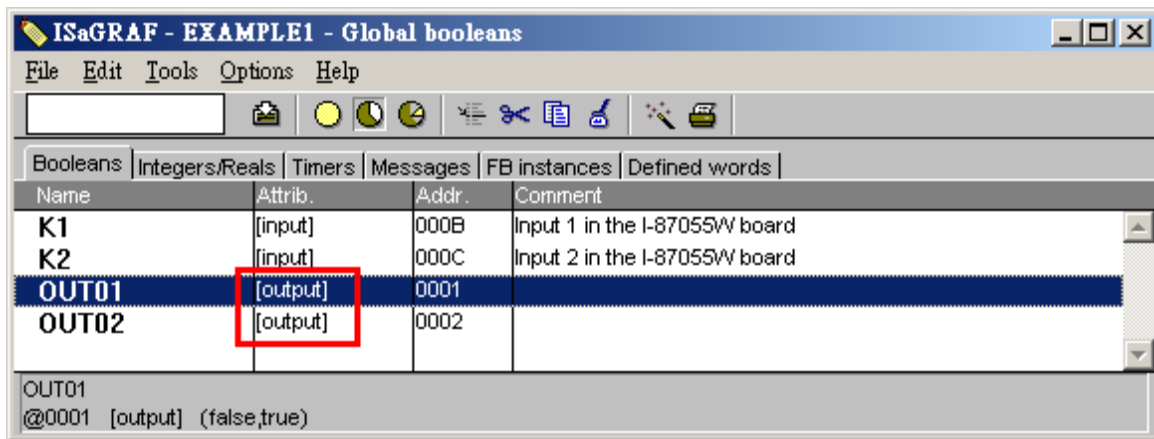 ISaGRAF - EXAMPLE1 - Global booleans
File Edit Tools Options Help
Booleans Integers/Reals Timers Messages FB instances Defined words
Name Attrib. Addr. Comment
K1 [input] 000B Input 1 in the I-87055W board
K2 [input] 000C Input 2 in the I-87055W board
OUT01 [output] 0001
OUT02 [output] 0002
OUT01
@0001 [output] (false,true)